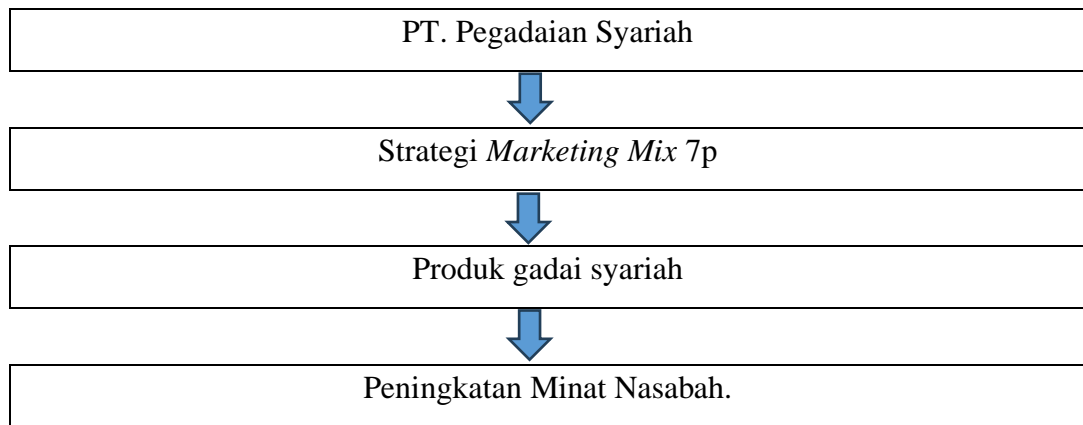 PT. Pegadaian Syariah
Strategi Marketing Mix 7p
Produk gadai syariah
Peningkatan Minat Nasabah.